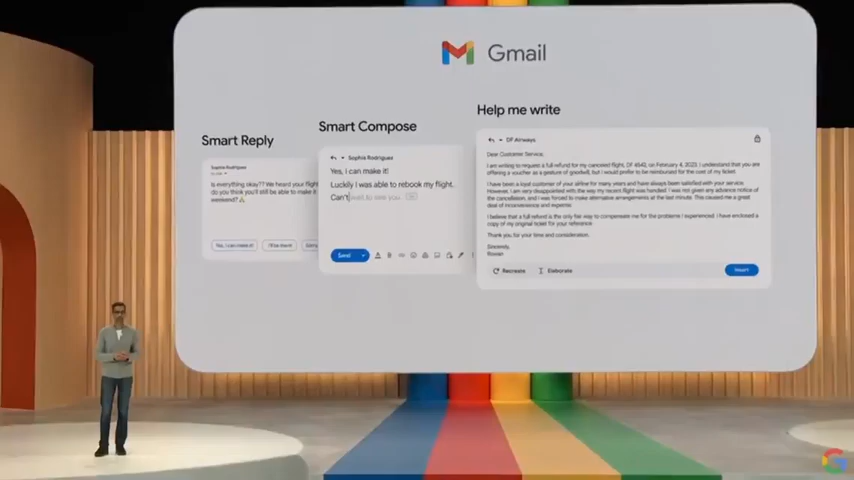 Gmail
Smart Reply
Sophia Rodriguez
Is everything okay?? We heard your flight
do you think you'll still be able to make it
weekend?
Yes, I can make it!
I'll be there!
Smart Compose
Sophia Rodriguez
Yes, I can make it!
Luckily I was able to rebook my flight.
Can't wait to see you.
Send
Help me write
DF Airways
Dear Customer Service,
I am writing to request a full refund for my canceled flight, DF 4642, on February 4, 2023. I understand that you are
offering a voucher as a gesture of goodwill, but I would prefer to be reimbursed for the cost of my ticket.
I have been a loyal customer of your airline for many years and have always been satisfied with your service.
However, I am very disappointed with the way my recent flight was handled. I was not given any advance notice of
the cancellation, and I was forced to make alternative arrangements at the last minute. This caused me a great
deal of inconvenience and expense.
I believe that a full refund is the only fair way to compensate me for the problems I experienced. I have enclosed a
copy of my original ticket for your reference.
Thank you for your time and consideration.
Sincerely,
Rowan
Recreate
Elaborate
Insert